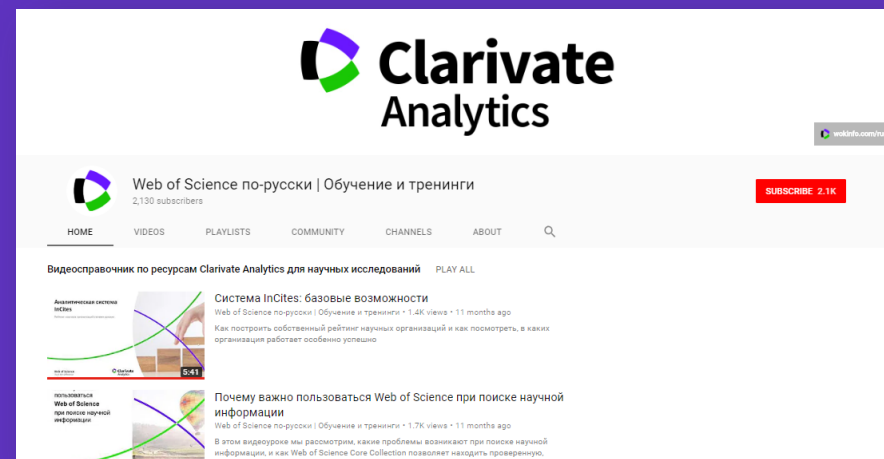 Clarivate
Analytics
wokinfo.com/ru
Web of Science по-русски | Обучение и тренинги
2,130 subscribers
SUBSCRIBE 2.1K
HOME VIDEOS PLAYLISTS COMMUNITY CHANNELS ABOUT
Видеосправочник по ресурсам Clarivate Analytics для научных исследований PLAY ALL
Аналитическая система
InCites
Clarivate
5:41
Система InCites: базовые возможности
Web of Science по-русски | Обучение и тренинги • 1.4K views • 11 months ago
Как построить собственный рейтинг научных организаций и как посмотреть, в каких
организация работает особенно успешно
пользоваться
Web of Science
при поиске научной
информации
Почему важно пользоваться Web of Science при поиске научной
информации
Web of Science по-русски | Обучение и тренинги • 1.7K views • 11 months ago
В этом видеоуроке мы рассмотрим, какие проблемы возникают при поиске научной
информации, и как Web of Science Core Collection позволяет находить проверенную,